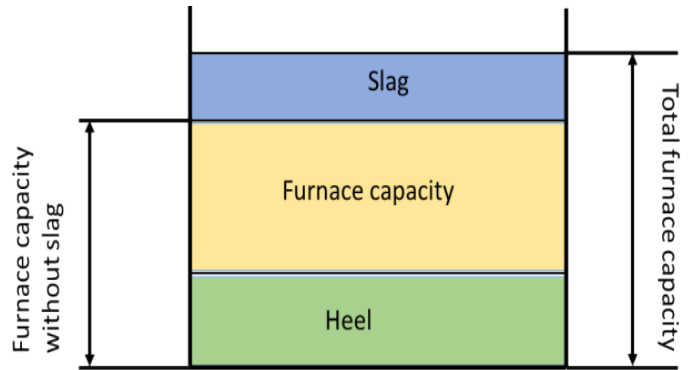 Slag
Furnace capacity
Heel
Furnace capacity
without slag
Total furnace capacity